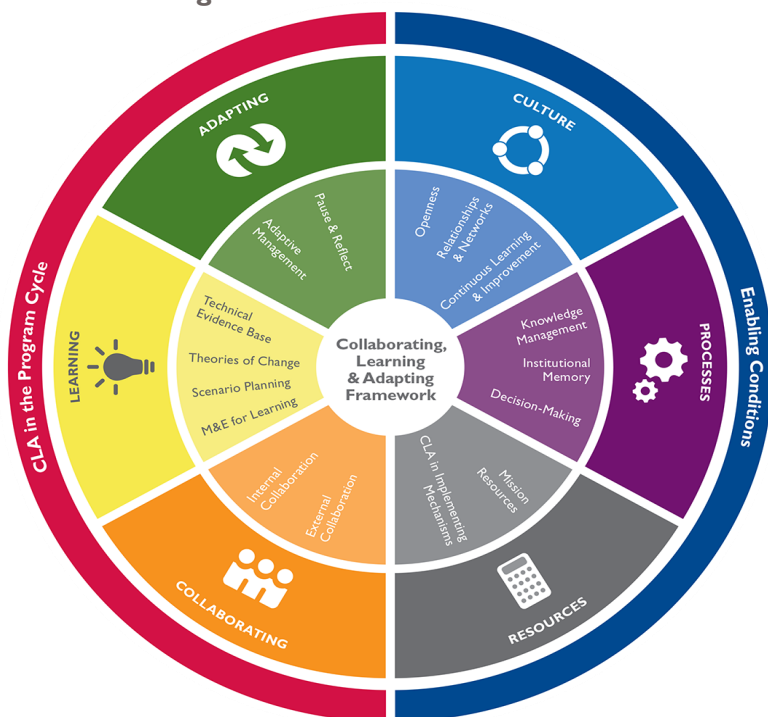 ADAPTING
Pause & Reflect
Adaptive
Management
CULTURE
Openness
Relationships
& Networks
Continuous Learning
& Improvement
CLA in the Program Cycle
LEARNING
Technical
Evidence Base
Theories of Change
Scenario Planning
M&E for Learning
Collaborating,
Learning
& Adapting
Framework
Knowledge
Management
Institutional
Memory
Decision-Making
PROCESSES
Enabling Conditions
Internal
Collaboration
External
Collaboration
COLLABORATING
CLA in Implementing
Mechanisms
Mission
Resources
RESOURCES